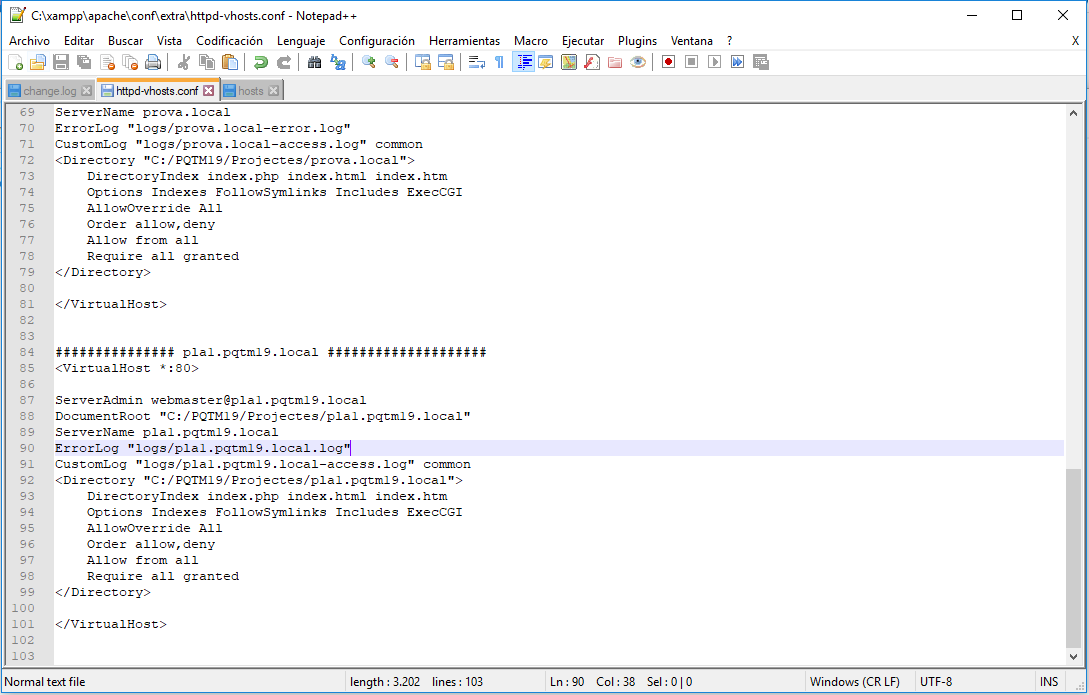 C:\xampp\apache\conf\extra\httpd-vhosts.conf - Notepad++
Archivo Editar Buscar Vista Codificación Lenguaje Configuración Herramientas Macro Ejecutar Plugins Ventana ? X
change.log httpd-vhosts.conf hosts
69 ServerName prova.local
70 ErrorLog "logs/prova.local-error.log"
71 CustomLog "logs/prova.local-access.log" common
72 <Directory "C:/PQTM19/Projectes/prova.local">
73 DirectoryIndex index.php index.html index.htm
74 Options Indexes FollowSymlinks Includes ExecCGI
75 AllowOverride All
76 Order allow,deny
77 Allow from all
78 Require all granted
79 </Directory>
80
81 </VirtualHost>
82
83
84 ############### pla1.pqtm19.local ####################
85 <VirtualHost *:80>
86
87 ServerAdmin webmaster@pla1.pqtm19.local
88 DocumentRoot "C:/PQTM19/Projectes/pla1.pqtm19.local"
89 ServerName pla1.pqtm19.local
90 ErrorLog "logs/pla1.pqtm19.local.log"
91 CustomLog "logs/pla1.pqtm19.local-access.log" common
92 <Directory "C:/PQTM19/Projectes/pla1.pqtm19.local">
93 DirectoryIndex index.php index.html index.htm
94 Options Indexes FollowSymlinks Includes ExecCGI
95 AllowOverride All
96 Order allow,deny
97 Allow from all
98 Require all granted
99 </Directory>
100
101 </VirtualHost>
102
103
Normal text file length : 3.202 lines : 103 Ln : 90 Col : 38 Sel : 0 | 0 Windows (CR LF) UTF-8 INS